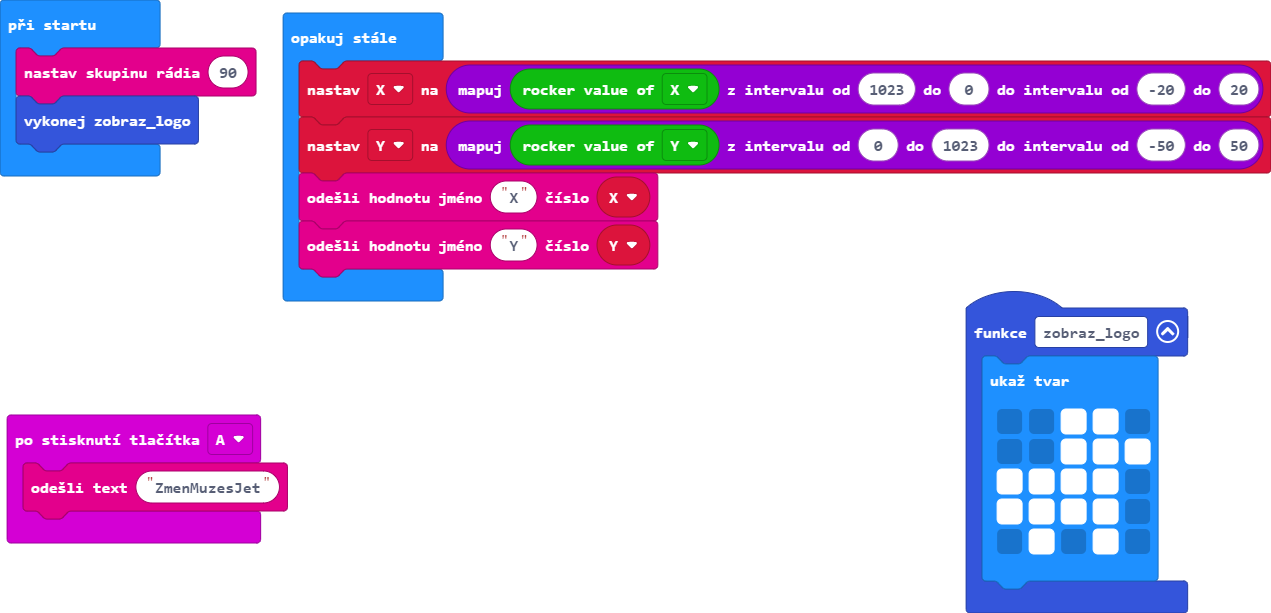 při startu
nastav skupinu rádia 90
vykonej zobraz_logo
opakuj stále
nastav X na mapuj rocker value of X z intervalu od 1023 do 0 do intervalu od -20 do 20
nastav Y na mapuj rocker value of Y z intervalu od 0 do 1023 do intervalu od -50 do 50
odešli hodnotu jméno "X" číslo X
odešli hodnotu jméno "Y" číslo Y
funkce zobraz_logo
ukaž tvar
po stisknutí tlačítka A
odešli text "ZmenMuzesJet"